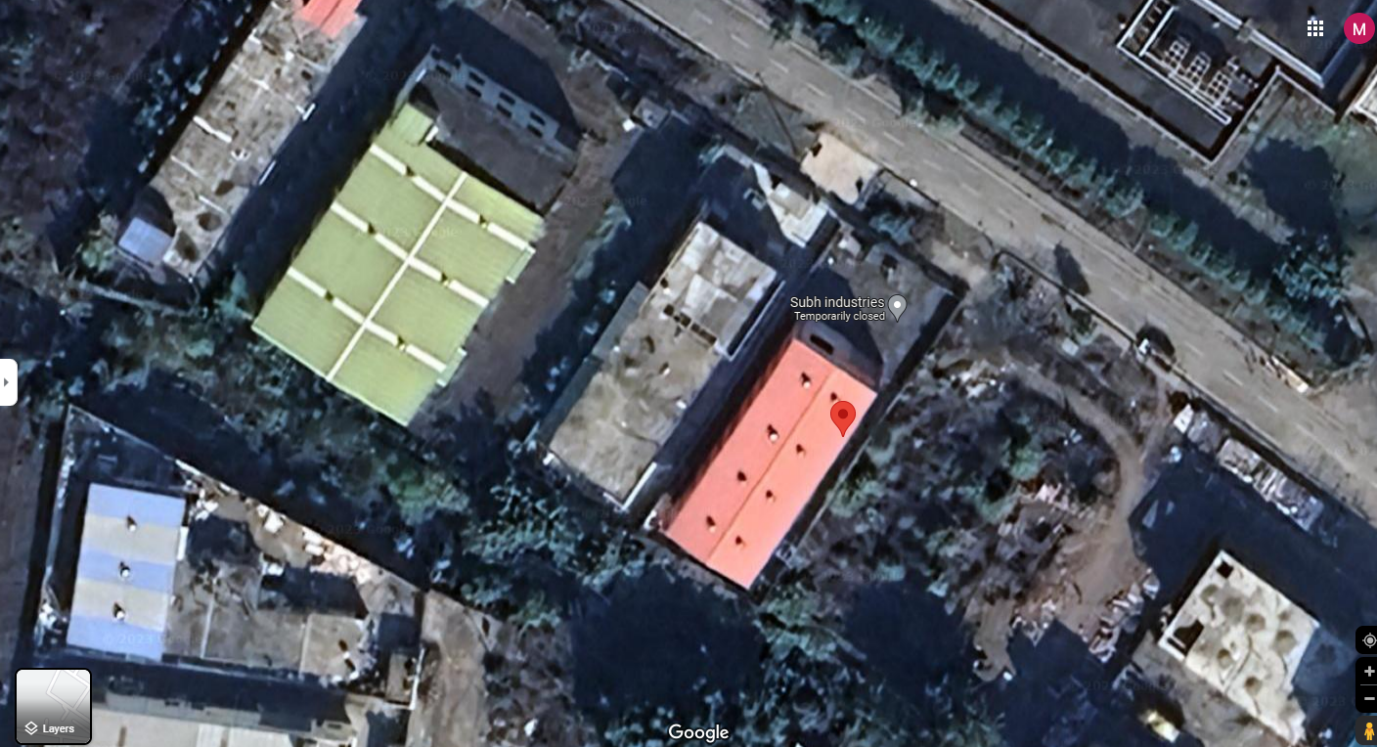 M
Subh industries
Temporarily closed
Layers
Google